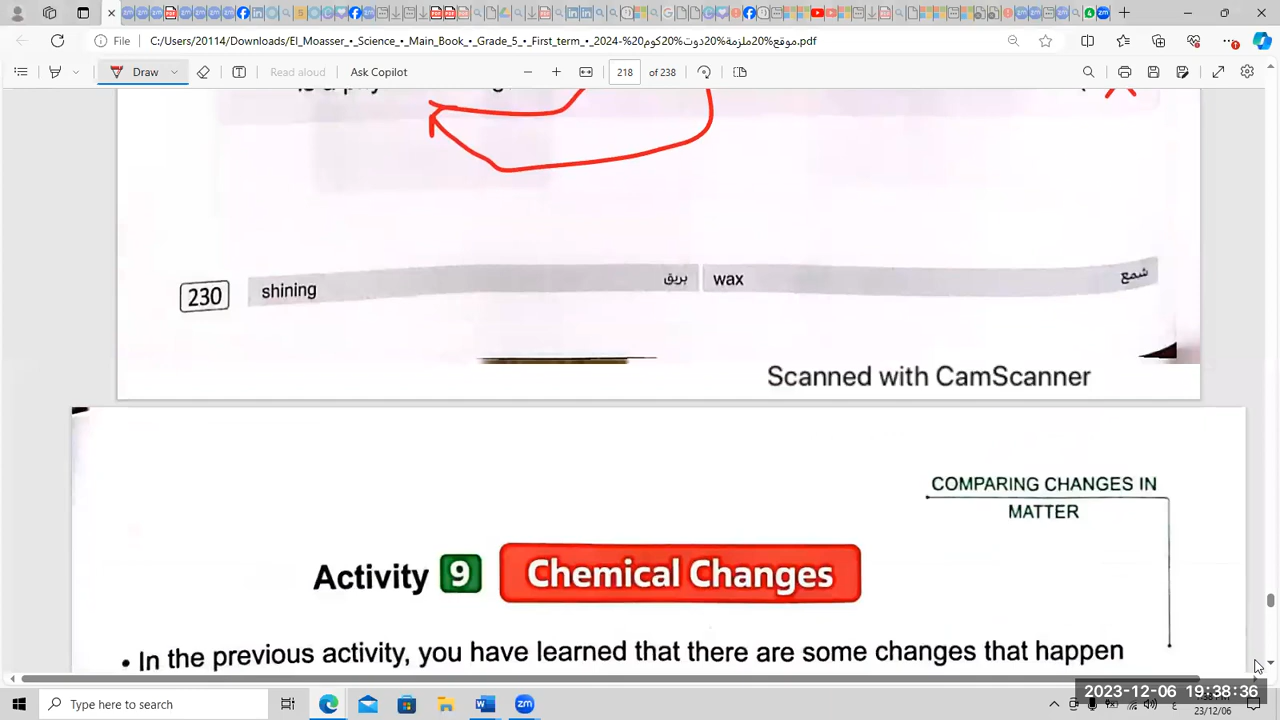 File
C:/Users/20114/Downloads/El_Moasser_•_Science_•_Main_Book_•_Grade_5_•_First_term_•_2024-%20موقع%20ملزمة%20دوت%20كوم.pdf
Draw
Read aloud
Ask Copilot
218
of 238
230
shining
بريق
wax
شمع
Scanned with CamScanner
COMPARING CHANGES IN
MATTER
Activity 9 Chemical Changes
• In the previous activity, you have learned that there are some changes that happen
Type here to search
2023-12-06 19:38:36
23/12/06